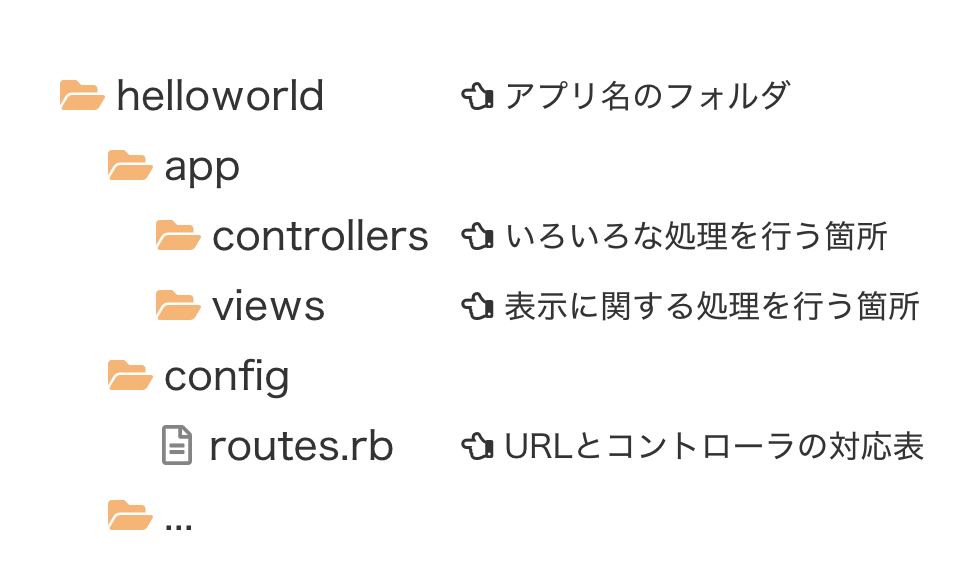 helloworld アプリ名のフォルダ
app
controllers いろいろな処理を行う箇所
views 表示に関する処理を行う箇所
config
routes.rb URLとコントローラの対応表
...